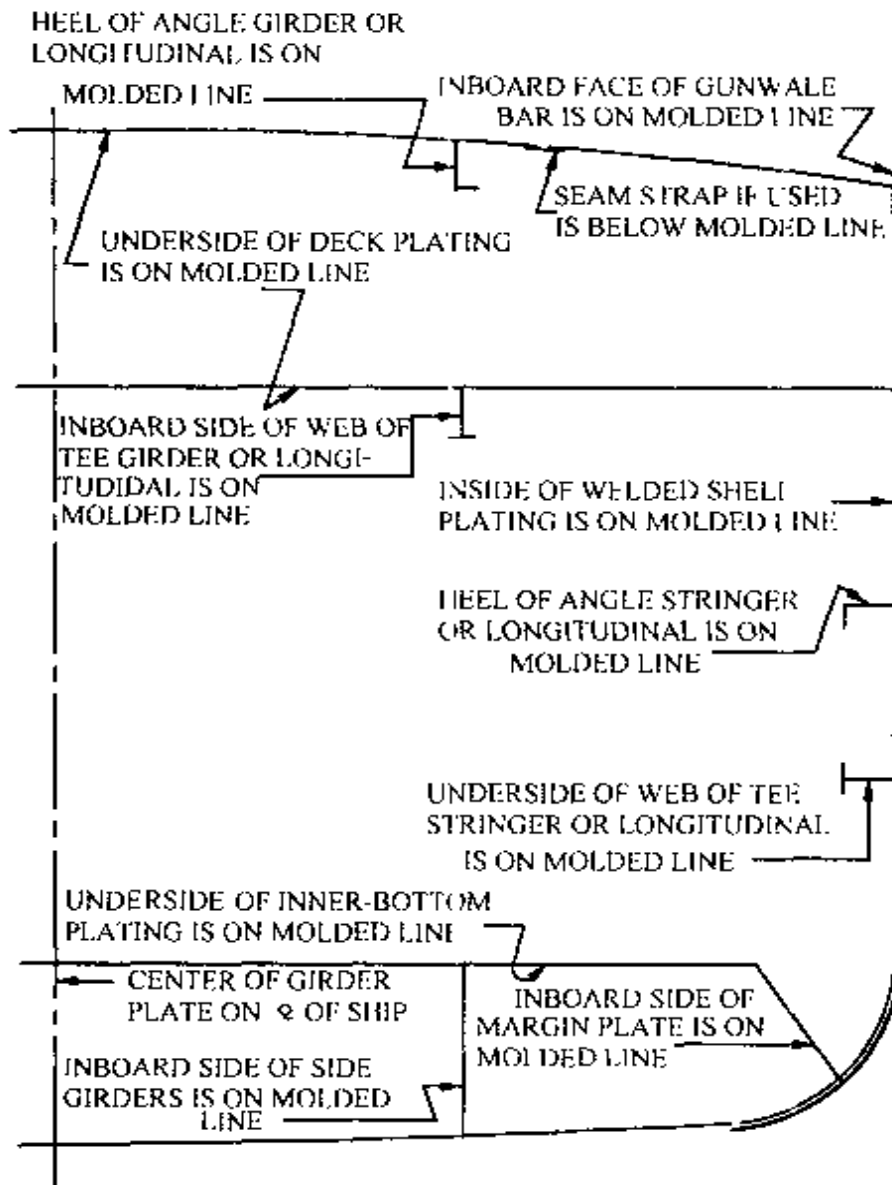 HEEL OF ANGLE GIRDER OR
LONGITUDINAL IS ON
MOLDED LINE
INBOARD FACE OF GUNWALE
BAR IS ON MOLDED LINE
SEAM STRAP IF USED
IS BELOW MOLDED LINE
UNDERSIDE OF DECK PLATING
IS ON MOLDED LINE
INBOARD SIDE OF WEB OF
TEE GIRDER OR LONGI-
TUDIDAL IS ON
MOLDED LINE
INSIDE OF WELDED SHELL
PLATING IS ON MOLDED LINE
HEEL OF ANGLE STRINGER
OR LONGITUDINAL IS ON
MOLDED LINE
UNDERSIDE OF WEB OF TEE
STRINGER OR LONGITUDINAL
IS ON MOLDED LINE
UNDERSIDE OF INNER-BOTTOM
PLATING IS ON MOLDED LINE
CENTER OF GIRDER
PLATE ON ℄ OF SHIP
INBOARD SIDE OF
MARGIN PLATE IS ON
MOLDED LINE
INBOARD SIDE OF SIDE
GIRDERS IS ON MOLDED
LINE